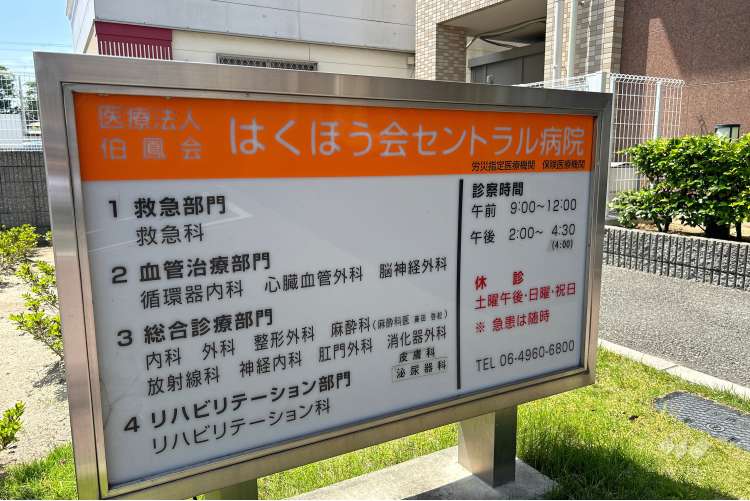 医療法人
伯鳳会
はくほう会セントラル病院
労災指定医療機関 保険医療機関
1 救急部門
救急科
2 血管治療部門
循環器内科 心臓血管外科 脳神経外科
3 総合診療部門
内科 外科 整形外科 麻酔科(麻酔科医
放射線科 神経内科 肛門外科 消化器外科
皮膚科
泌尿器科
4 リハビリテーション部門
リハビリテーション科
診察時間
午前 9:00~12:00
午後 2:00~ 4:30
(4:00)
休診
土曜午後・日曜・祝日
※ 急患は随時
TEL 06-4960-6800